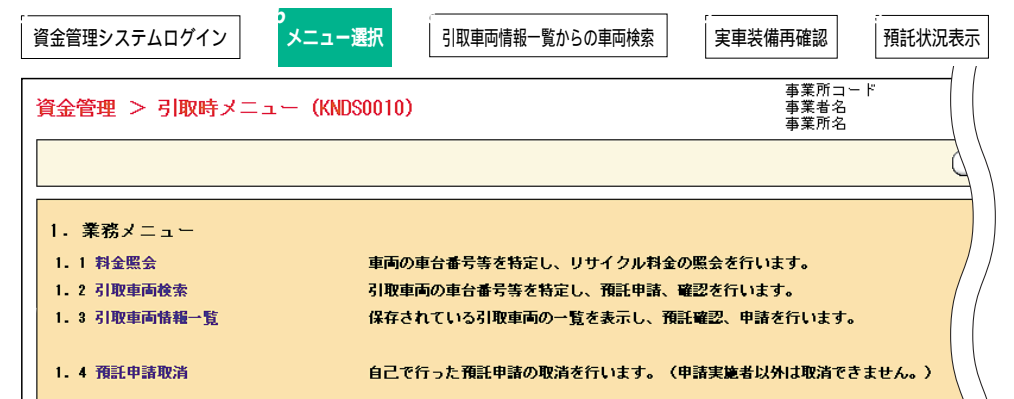 資金管理システムログイン
メニュー選択
引取車両情報一覧からの車両検索
実車装備再確認
預託状況表示
資金管理 > 引取時メニュー (KNDS0010)
事業所コード
事業者名
事業所名
1. 業務メニュー
1. 1 料金照会 車両の車台番号等を特定し、リサイクル料金の照会を行います。
1. 2 引取車両検索 引取車両の車台番号等を特定し、預託申請、確認を行います。
1. 3 引取車両情報一覧 保存されている引取車両の一覧を表示し、預託確認、申請を行います。
1. 4 預託申請取消 自己で行った預託申請の取消を行います。（申請実施者以外は取消できません。）